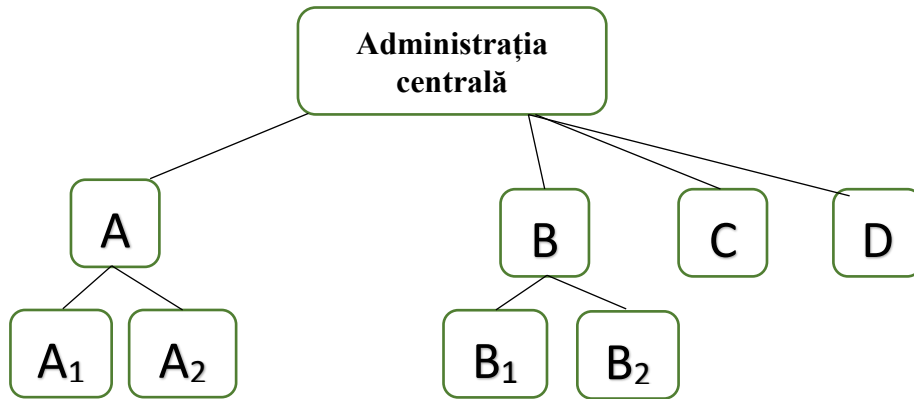 Administrația
centrală
A
B
C
D
A₁
A₂
B₁
B₂